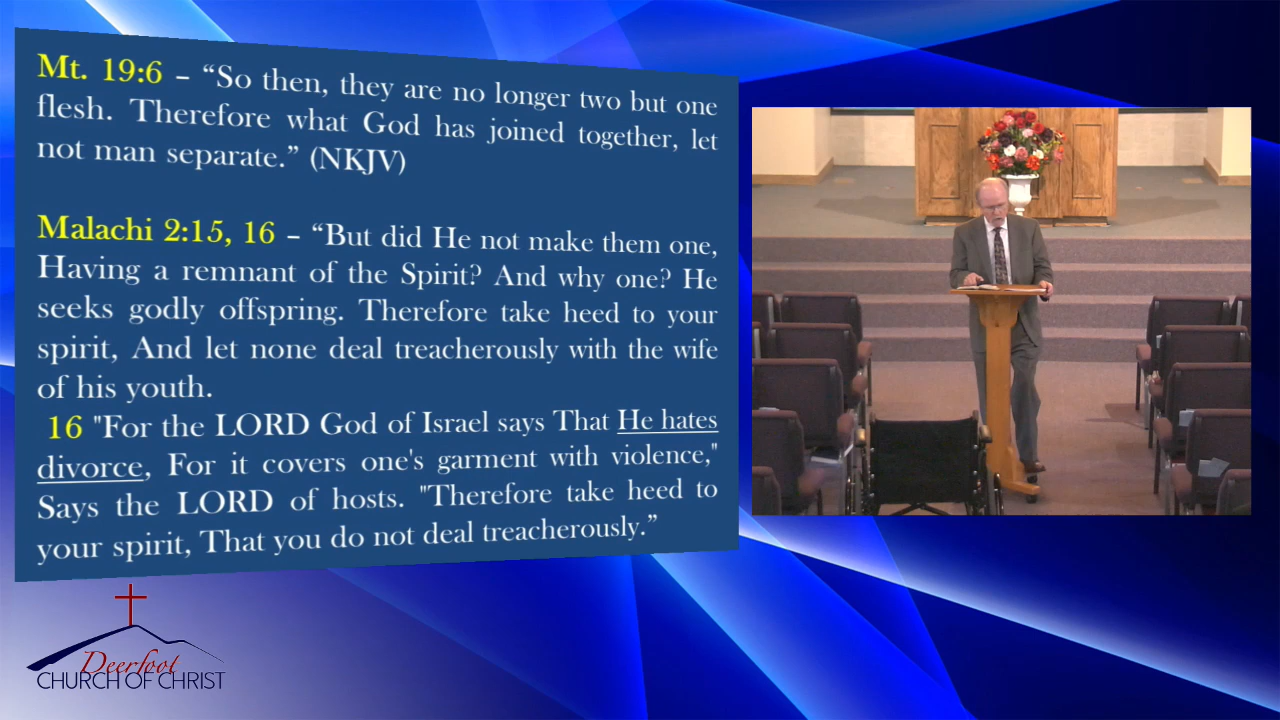 Mt. 19:6 – “So then, they are no longer two but one
flesh. Therefore what God has joined together, let
not man separate.” (NKJV)
Malachi 2:15, 16 – “But did He not make them one,
Having a remnant of the Spirit? And why one? He
seeks godly offspring. Therefore take heed to your
spirit, And let none deal treacherously with the wife
of his youth.
16 "For the LORD God of Israel says That He hates
divorce, For it covers one's garment with violence,"
Says the LORD of hosts. "Therefore take heed to
your spirit, That you do not deal treacherously.”
Deerfoot
CHURCH OF CHRIST